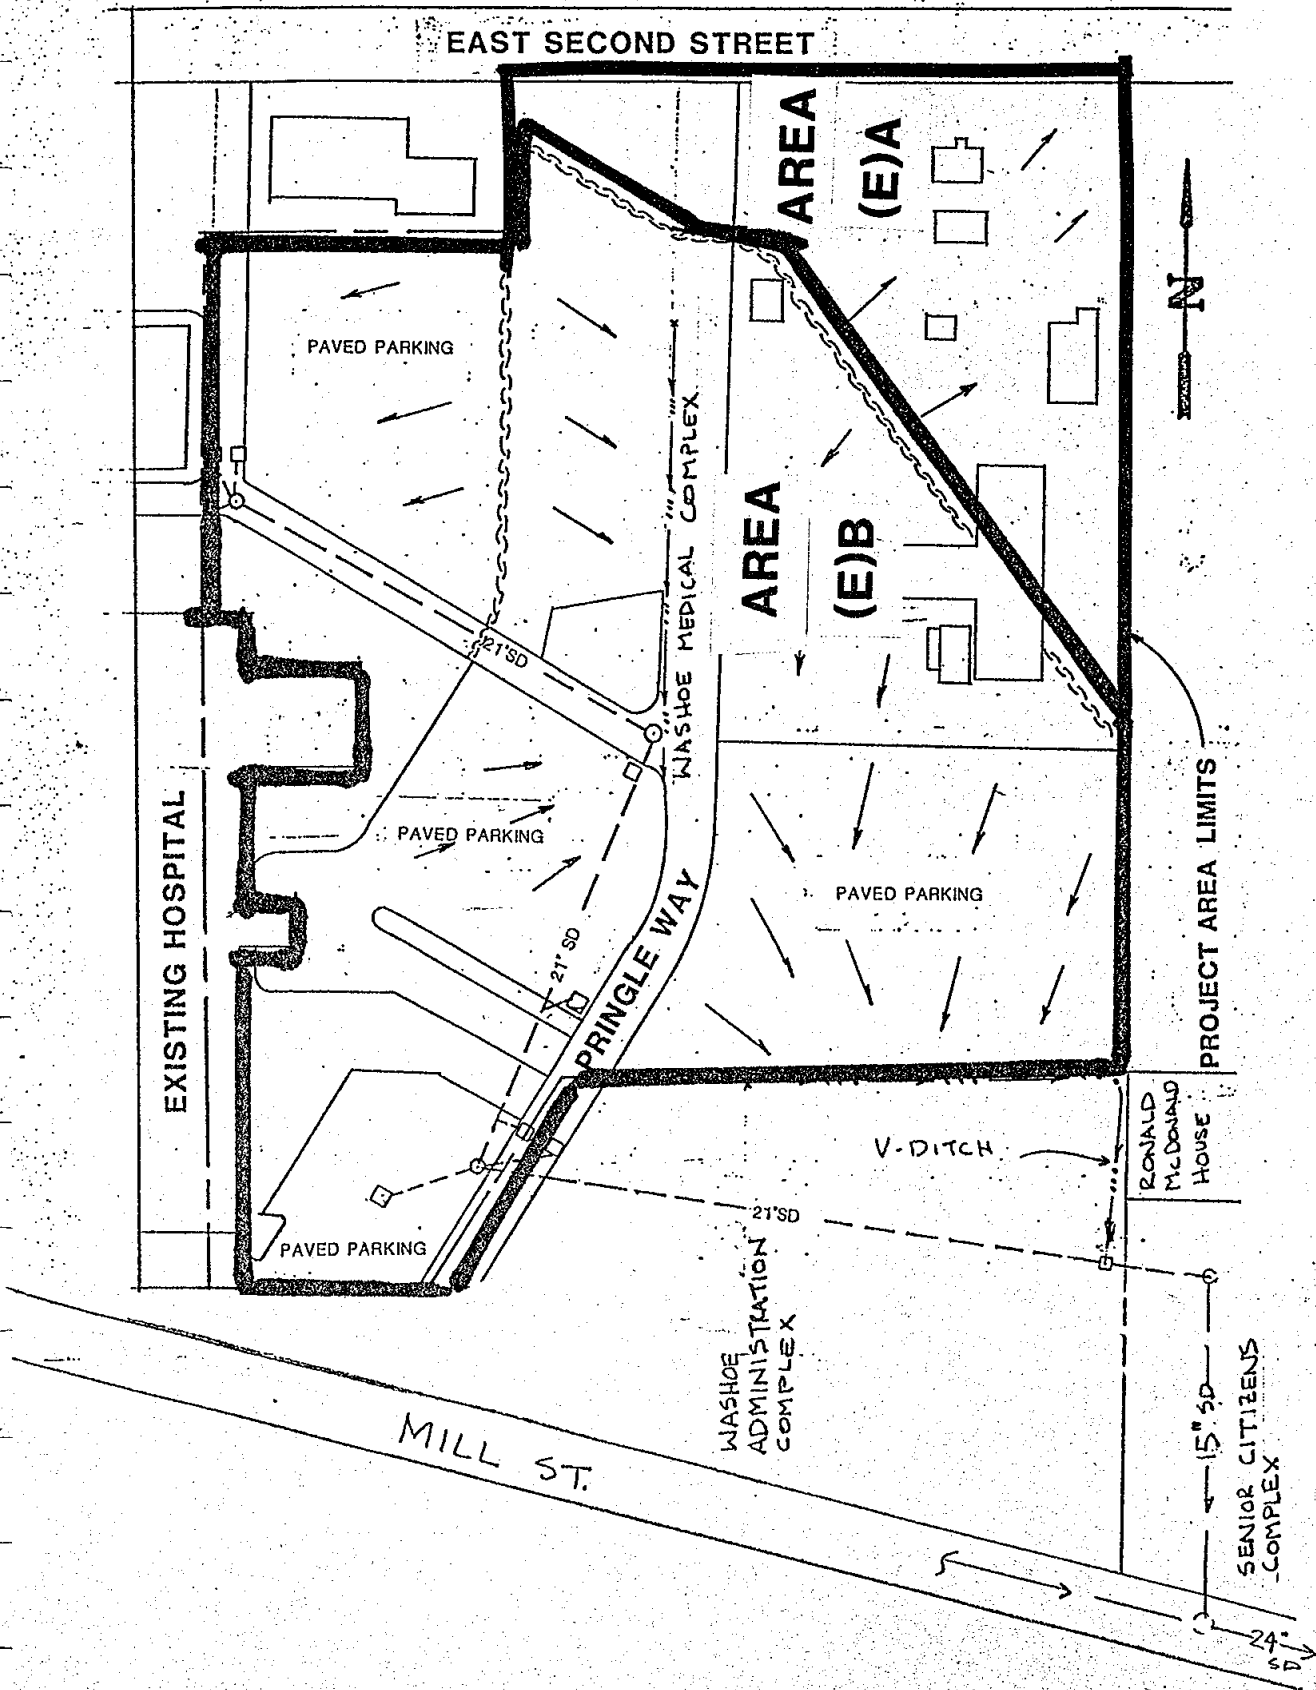 EAST SECOND STREET
AREA
(E)A
N
PAVED PARKING
WASHOE MEDICAL COMPLEX
AREA
(E)B
21"SD
EXISTING HOSPITAL
PAVED PARKING
PAVED PARKING
PROJECT AREA LIMITS
21" SD
PRINGLE WAY
V-DITCH
RONALD
McDONALD
HOUSE
21"SD
PAVED PARKING
WASHOE
ADMINISTRATION
COMPLEX
MILL ST.
15" SD
SENIOR CITIZENS
COMPLEX
24"
SD